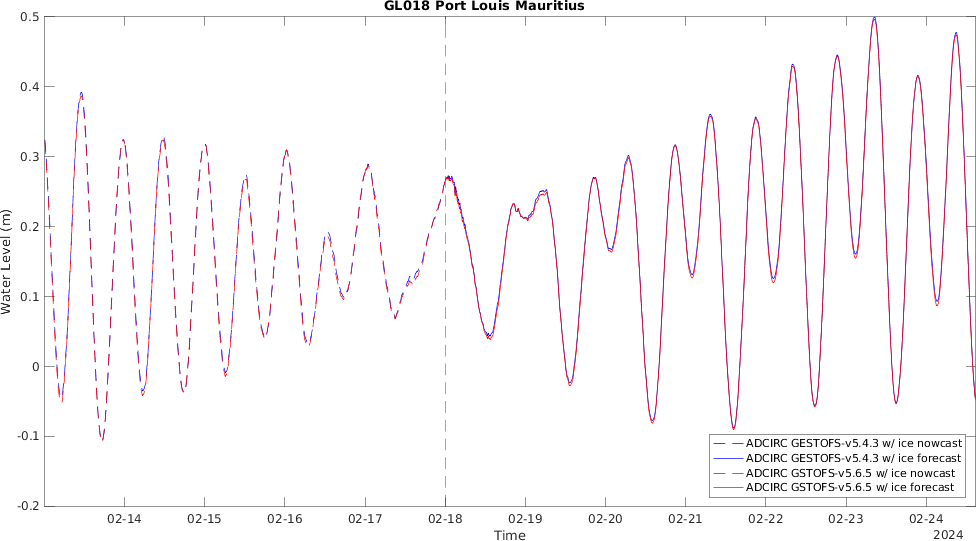 GL018 Port Louis Mauritius
0.5
0.4
0.3
0.2
0.1
0
-0.1
-0.2
Water Level (m)
ADCIRC GESTOFS-v5.4.3 w/ ice nowcast
ADCIRC GESTOFS-v5.4.3 w/ ice forecast
ADCIRC GSTOFS-v5.6.5 w/ ice nowcast
ADCIRC GSTOFS-v5.6.5 w/ ice forecast
02-14 02-15 02-16 02-17 02-18 02-19 02-20 02-21 02-22 02-23 02-24
Time
2024